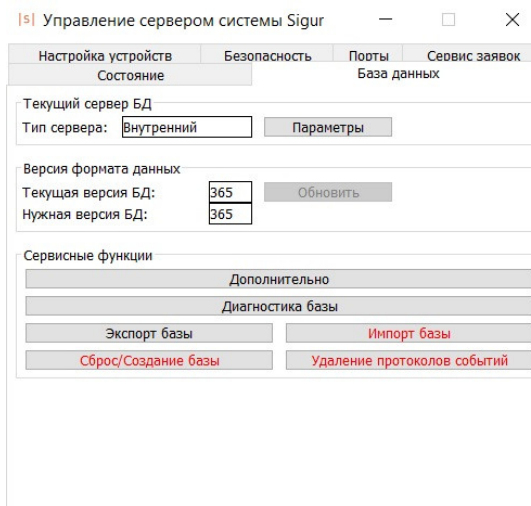 |s| Управление сервером системы Sigur
Настройка устройств Безопасность Порты Сервис заявок
Состояние База данных
Текущий сервер БД
Тип сервера: Внутренний Параметры
Версия формата данных
Текущая версия БД: 365 Обновить
Нужная версия БД: 365
Сервисные функции
Дополнительно
Диагностика базы
Экспорт базы Импорт базы
Сброс/Создание базы Удаление протоколов событий